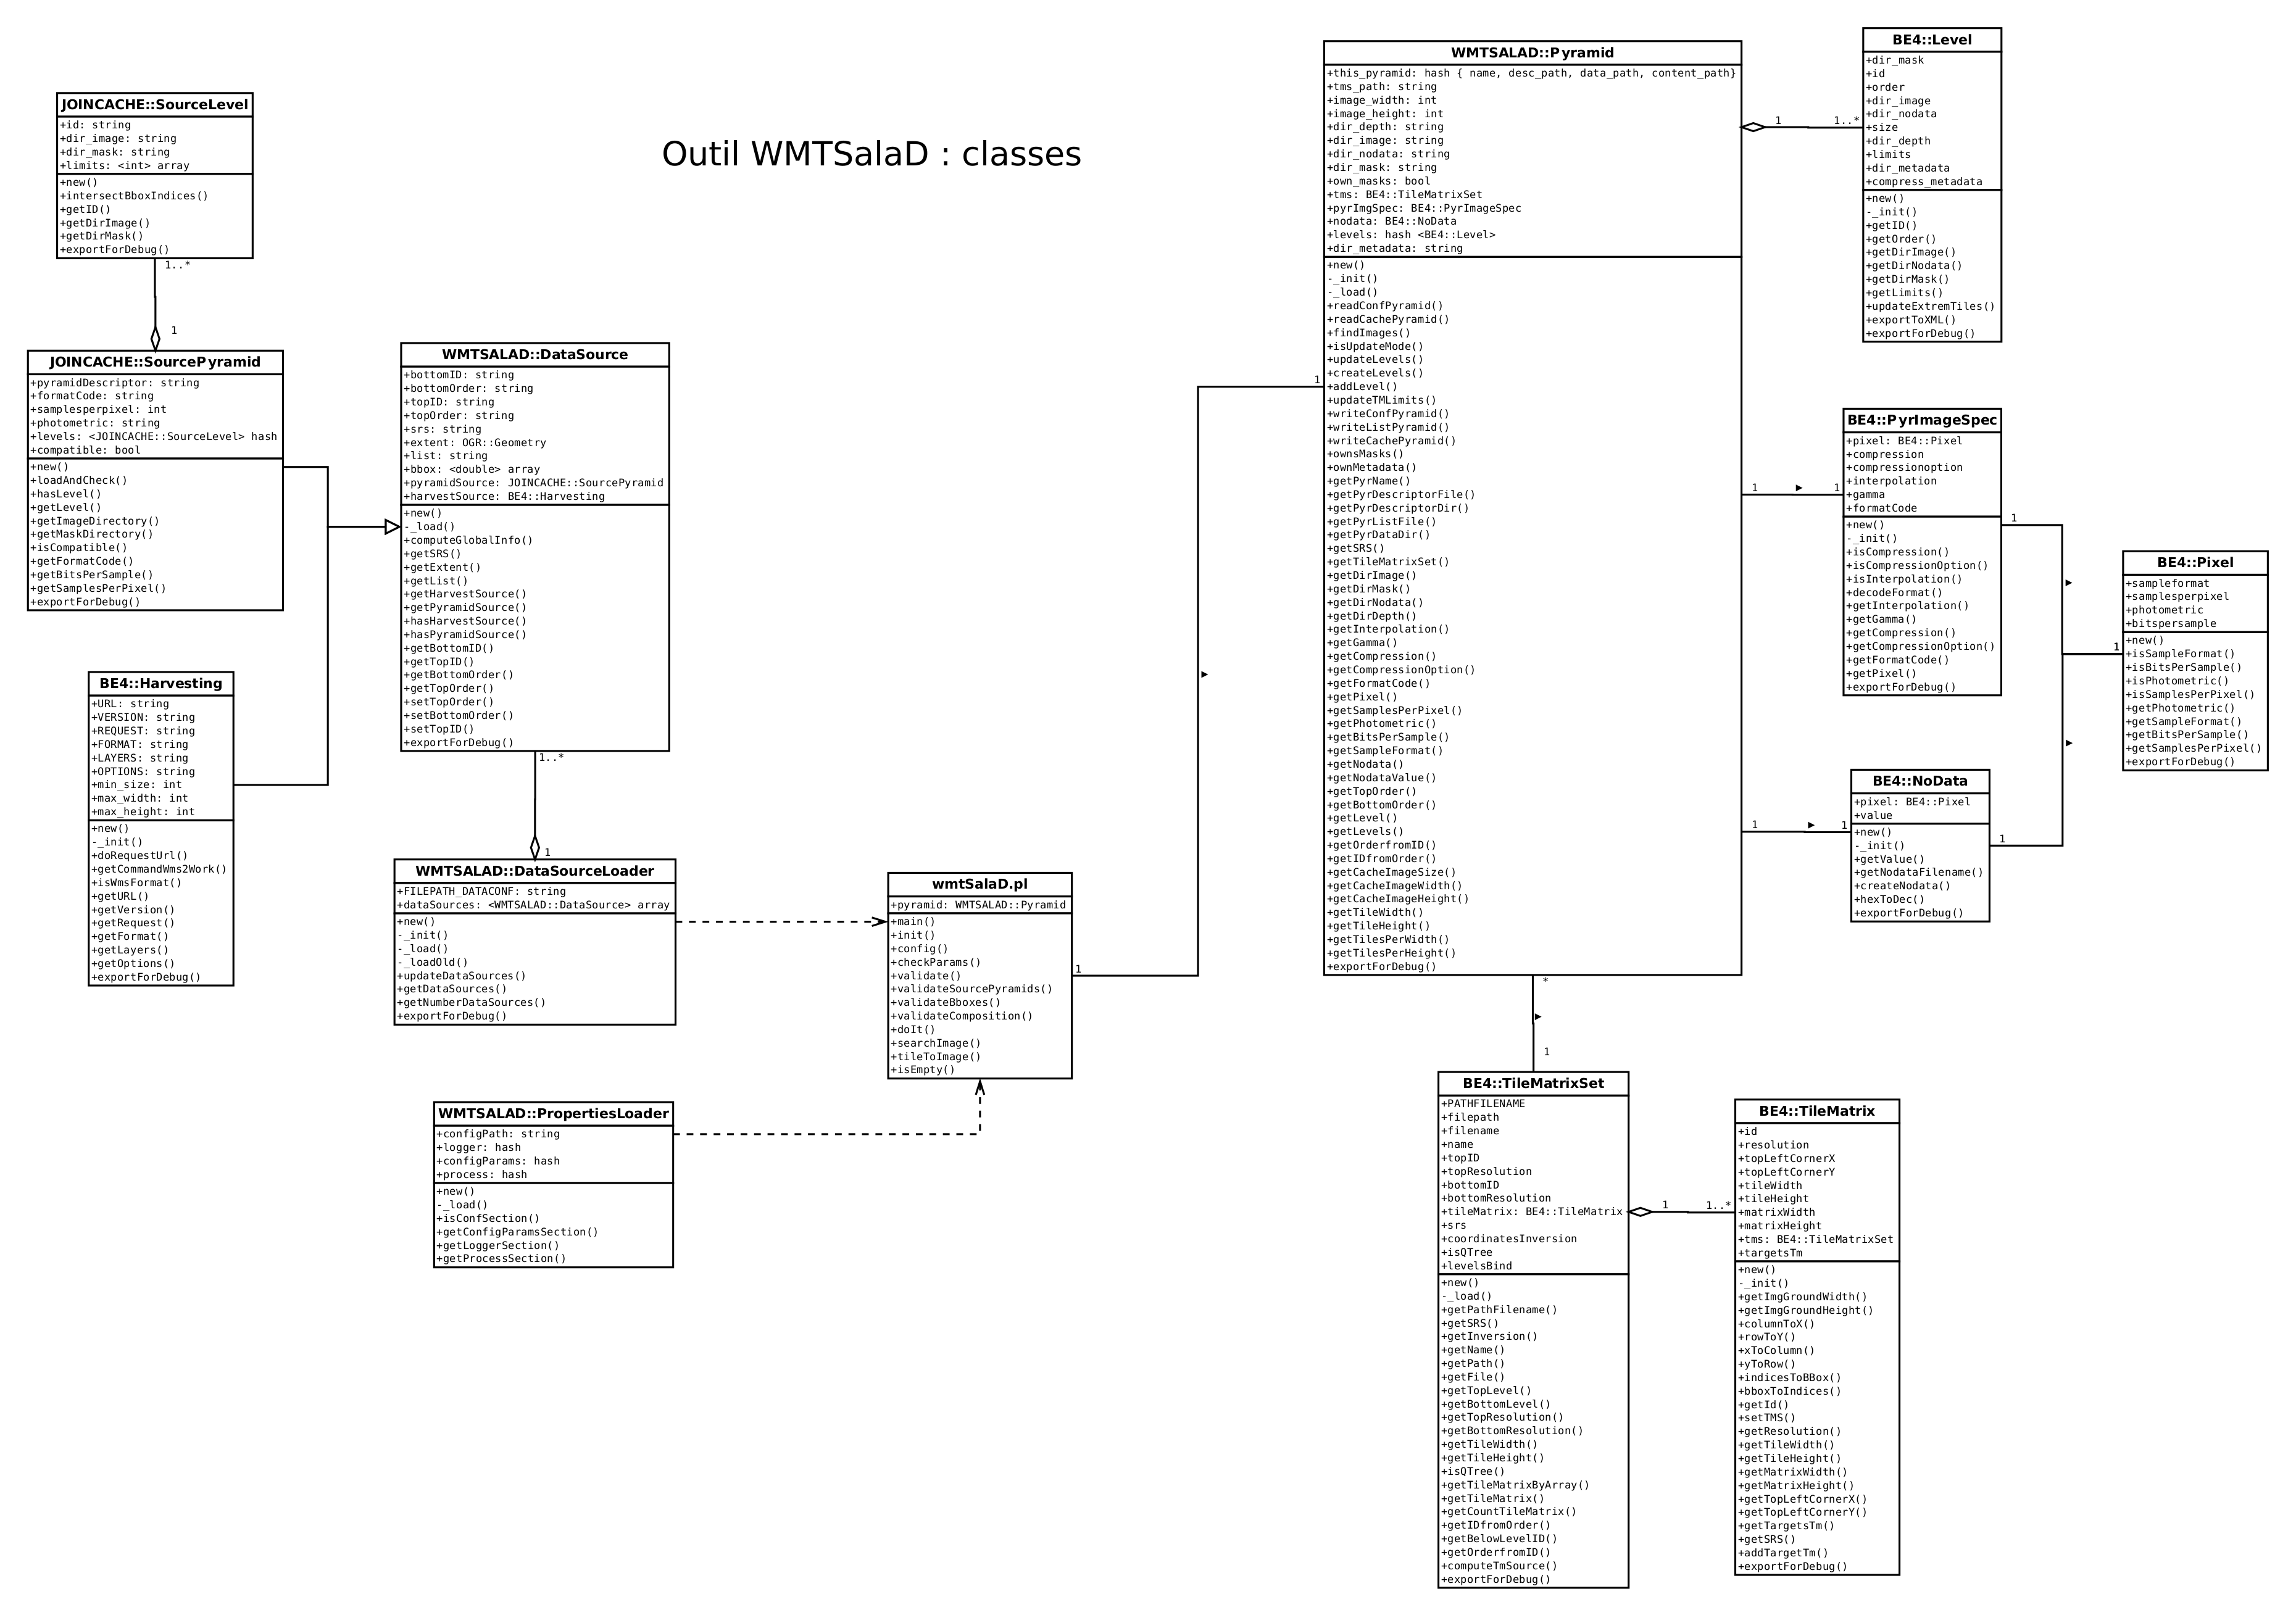 Outil WMTSalaD : classes
JOINCACHE::SourceLevel
+id: string
+dir_image: string
+dir_mask: string
+limits: <int> array
+new()
+intersectBboxIndices()
+getID()
+getDirImage()
+getDirMask()
+exportForDebug()
1..*
1
JOINCACHE::SourcePyramid
+pyramidDescriptor: string
+formatCode: string
+samplesperpixel: int
+photometric: string
+levels: <JOINCACHE::SourceLevel> hash
+compatible: bool
+new()
+loadAndCheck()
+hasLevel()
+getLevel()
+getImageDirectory()
+getMaskDirectory()
+isCompatible()
+getFormatCode()
+getBitsPerSample()
+getSamplesPerPixel()
+exportForDebug()
BE4::Harvesting
+URL: string
+VERSION: string
+REQUEST: string
+FORMAT: string
+LAYERS: string
+OPTIONS: string
+min_size: int
+max_width: int
+max_height: int
+new()
-_init()
+doRequestUrl()
+getCommandWms2Work()
+isWmsFormat()
+getURL()
+getVersion()
+getRequest()
+getFormat()
+getLayers()
+getOptions()
+exportForDebug()
WMTSALAD::DataSource
+bottomID: string
+bottomOrder: string
+topID: string
+topOrder: string
+srs: string
+extent: OGR::Geometry
+list: string
+bbox: <double> array
+pyramidSource: JOINCACHE::SourcePyramid
+harvestSource: BE4::Harvesting
+new()
-_load()
+computeGlobalInfo()
+getSRS()
+getExtent()
+getList()
+getHarvestSource()
+getPyramidSource()
+hasHarvestSource()
+hasPyramidSource()
+getBottomID()
+getTopID()
+getBottomOrder()
+getTopOrder()
+setTopOrder()
+setBottomOrder()
+setTopID()
+exportForDebug()
1..*
1
WMTSALAD::DataSourceLoader
+FILEPATH_DATACONF: string
+dataSources: <WMTSALAD::DataSource> array
+new()
-_init()
-_load()
-_loadOld()
+updateDataSources()
+getDataSources()
+getNumberDataSources()
+exportForDebug()
WMTSALAD::PropertiesLoader
+configPath: string
+logger: hash
+configParams: hash
+process: hash
+new()
-_load()
+isConfSection()
+getConfigParamsSection()
+getLoggerSection()
+getProcessSection()
wmtSalaD.pl
+pyramid: WMTSALAD::Pyramid
+main()
+init()
+config()
+checkParams()
+validate()
+validateSourcePyramids()
+validateBboxes()
+validateComposition()
+doIt()
+searchImage()
+tileToImage()
+isEmpty()
1
1
WMTSALAD::Pyramid
+this_pyramid: hash { name, desc_path, data_path, content_path}
+tms_path: string
+image_width: int
+image_height: int
+dir_depth: string
+dir_image: string
+dir_nodata: string
+dir_mask: string
+own_masks: bool
+tms: BE4::TileMatrixSet
+pyrImgSpec: BE4::PyrImageSpec
+nodata: BE4::NoData
+levels: hash <BE4::Level>
+dir_metadata: string
+new()
-_init()
-_load()
+readConfPyramid()
+readCachePyramid()
+findImages()
+isUpdateMode()
+updateLevels()
+createLevels()
+addLevel()
+updateTMLimits()
+writeConfPyramid()
+writeListPyramid()
+writeCachePyramid()
+ownsMasks()
+ownMetadata()
+getPyrName()
+getPyrDescriptorFile()
+getPyrDescriptorDir()
+getPyrListFile()
+getPyrDataDir()
+getSRS()
+getTileMatrixSet()
+getDirImage()
+getDirMask()
+getDirNodata()
+getDirDepth()
+getInterpolation()
+getGamma()
+getCompression()
+getCompressionOption()
+getFormatCode()
+getPixel()
+getSamplesPerPixel()
+getPhotometric()
+getBitsPerSample()
+getSampleFormat()
+getNodata()
+getNodataValue()
+getTopOrder()
+getBottomOrder()
+getLevel()
+getLevels()
+getOrderfromID()
+getIDfromOrder()
+getCacheImageSize()
+getCacheImageWidth()
+getCacheImageHeight()
+getTileWidth()
+getTileHeight()
+getTilesPerWidth()
+getTilesPerHeight()
+exportForDebug()
1
1..*
BE4::Level
+dir_mask
+id
+order
+dir_image
+dir_nodata
+size
+dir_depth
+limits
+dir_metadata
+compress_metadata
+new()
-_init()
+getID()
+getOrder()
+getDirImage()
+getDirNodata()
+getDirMask()
+getLimits()
+updateExtremTiles()
+exportToXML()
+exportForDebug()
1
1
BE4::PyrImageSpec
+pixel: BE4::Pixel
+compression
+compressionoption
+interpolation
+gamma
+formatCode
+new()
-_init()
+isCompression()
+isCompressionOption()
+isInterpolation()
+decodeFormat()
+getInterpolation()
+getGamma()
+getCompression()
+getCompressionOption()
+getFormatCode()
+getPixel()
+exportForDebug()
1
1
BE4::Pixel
+sampleformat
+samplesperpixel
+photometric
+bitspersample
+new()
+isSampleFormat()
+isBitsPerSample()
+isPhotometric()
+isSamplesPerPixel()
+getPhotometric()
+getSampleFormat()
+getBitsPerSample()
+getSamplesPerPixel()
+exportForDebug()
1
1
BE4::NoData
+pixel: BE4::Pixel
+value
+new()
-_init()
+getValue()
+getNodataFilename()
+createNodata()
+hexToDec()
+exportForDebug()
1
*
1
BE4::TileMatrixSet
+PATHFILENAME
+filepath
+filename
+name
+topID
+topResolution
+bottomID
+bottomResolution
+tileMatrix: BE4::TileMatrix
+srs
+coordinatesInversion
+isQTree
+levelsBind
+new()
-_load()
+getPathFilename()
+getSRS()
+getInversion()
+getName()
+getPath()
+getFile()
+getTopLevel()
+getBottomLevel()
+getTopResolution()
+getBottomResolution()
+getTileWidth()
+getTileHeight()
+isQTree()
+getTileMatrixByArray()
+getTileMatrix()
+getCountTileMatrix()
+getIDfromOrder()
+getBelowLevelID()
+getOrderfromID()
+computeTmSource()
+exportForDebug()
1
1..*
BE4::TileMatrix
+id
+resolution
+topLeftCornerX
+topLeftCornerY
+tileWidth
+tileHeight
+matrixWidth
+matrixHeight
+tms: BE4::TileMatrixSet
+targetsTm
+new()
-_init()
+getImgGroundWidth()
+getImgGroundHeight()
+columnToX()
+rowToY()
+xToColumn()
+yToRow()
+indicesToBBox()
+bboxToIndices()
+getId()
+setTMS()
+getResolution()
+getTileWidth()
+getTileHeight()
+getMatrixWidth()
+getMatrixHeight()
+getTopLeftCornerX()
+getTopLeftCornerY()
+getTargetsTm()
+getSRS()
+addTargetTm()
+exportForDebug()